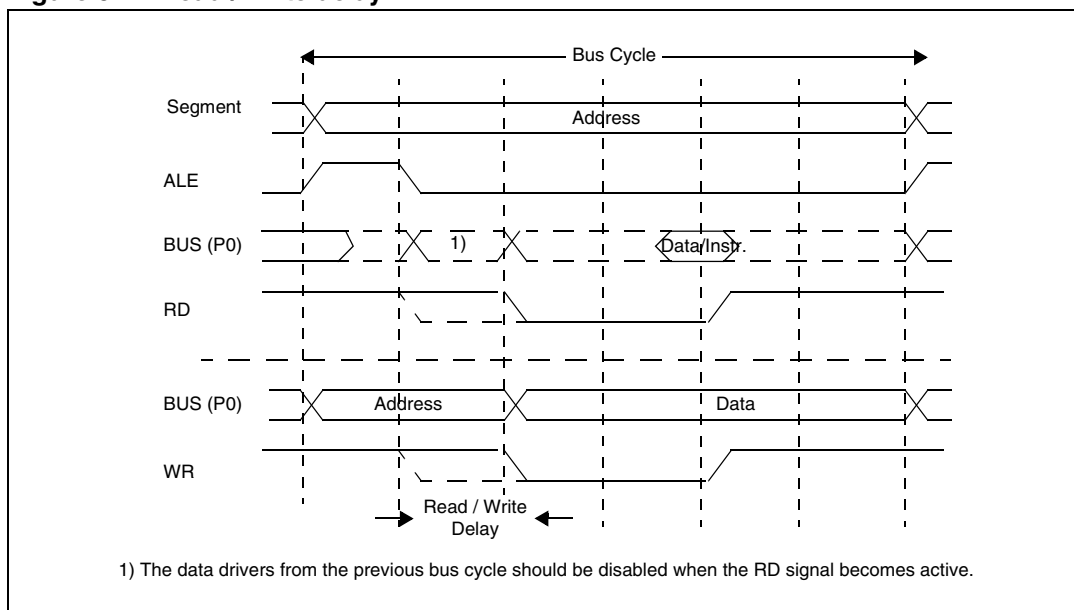 Bus Cycle
Segment
Address
ALE
BUS (P0)
1)
Data/Instr.
RD
BUS (P0)
Address
Data
WR
Read / Write
Delay
1) The data drivers from the previous bus cycle should be disabled when the RD signal becomes active.